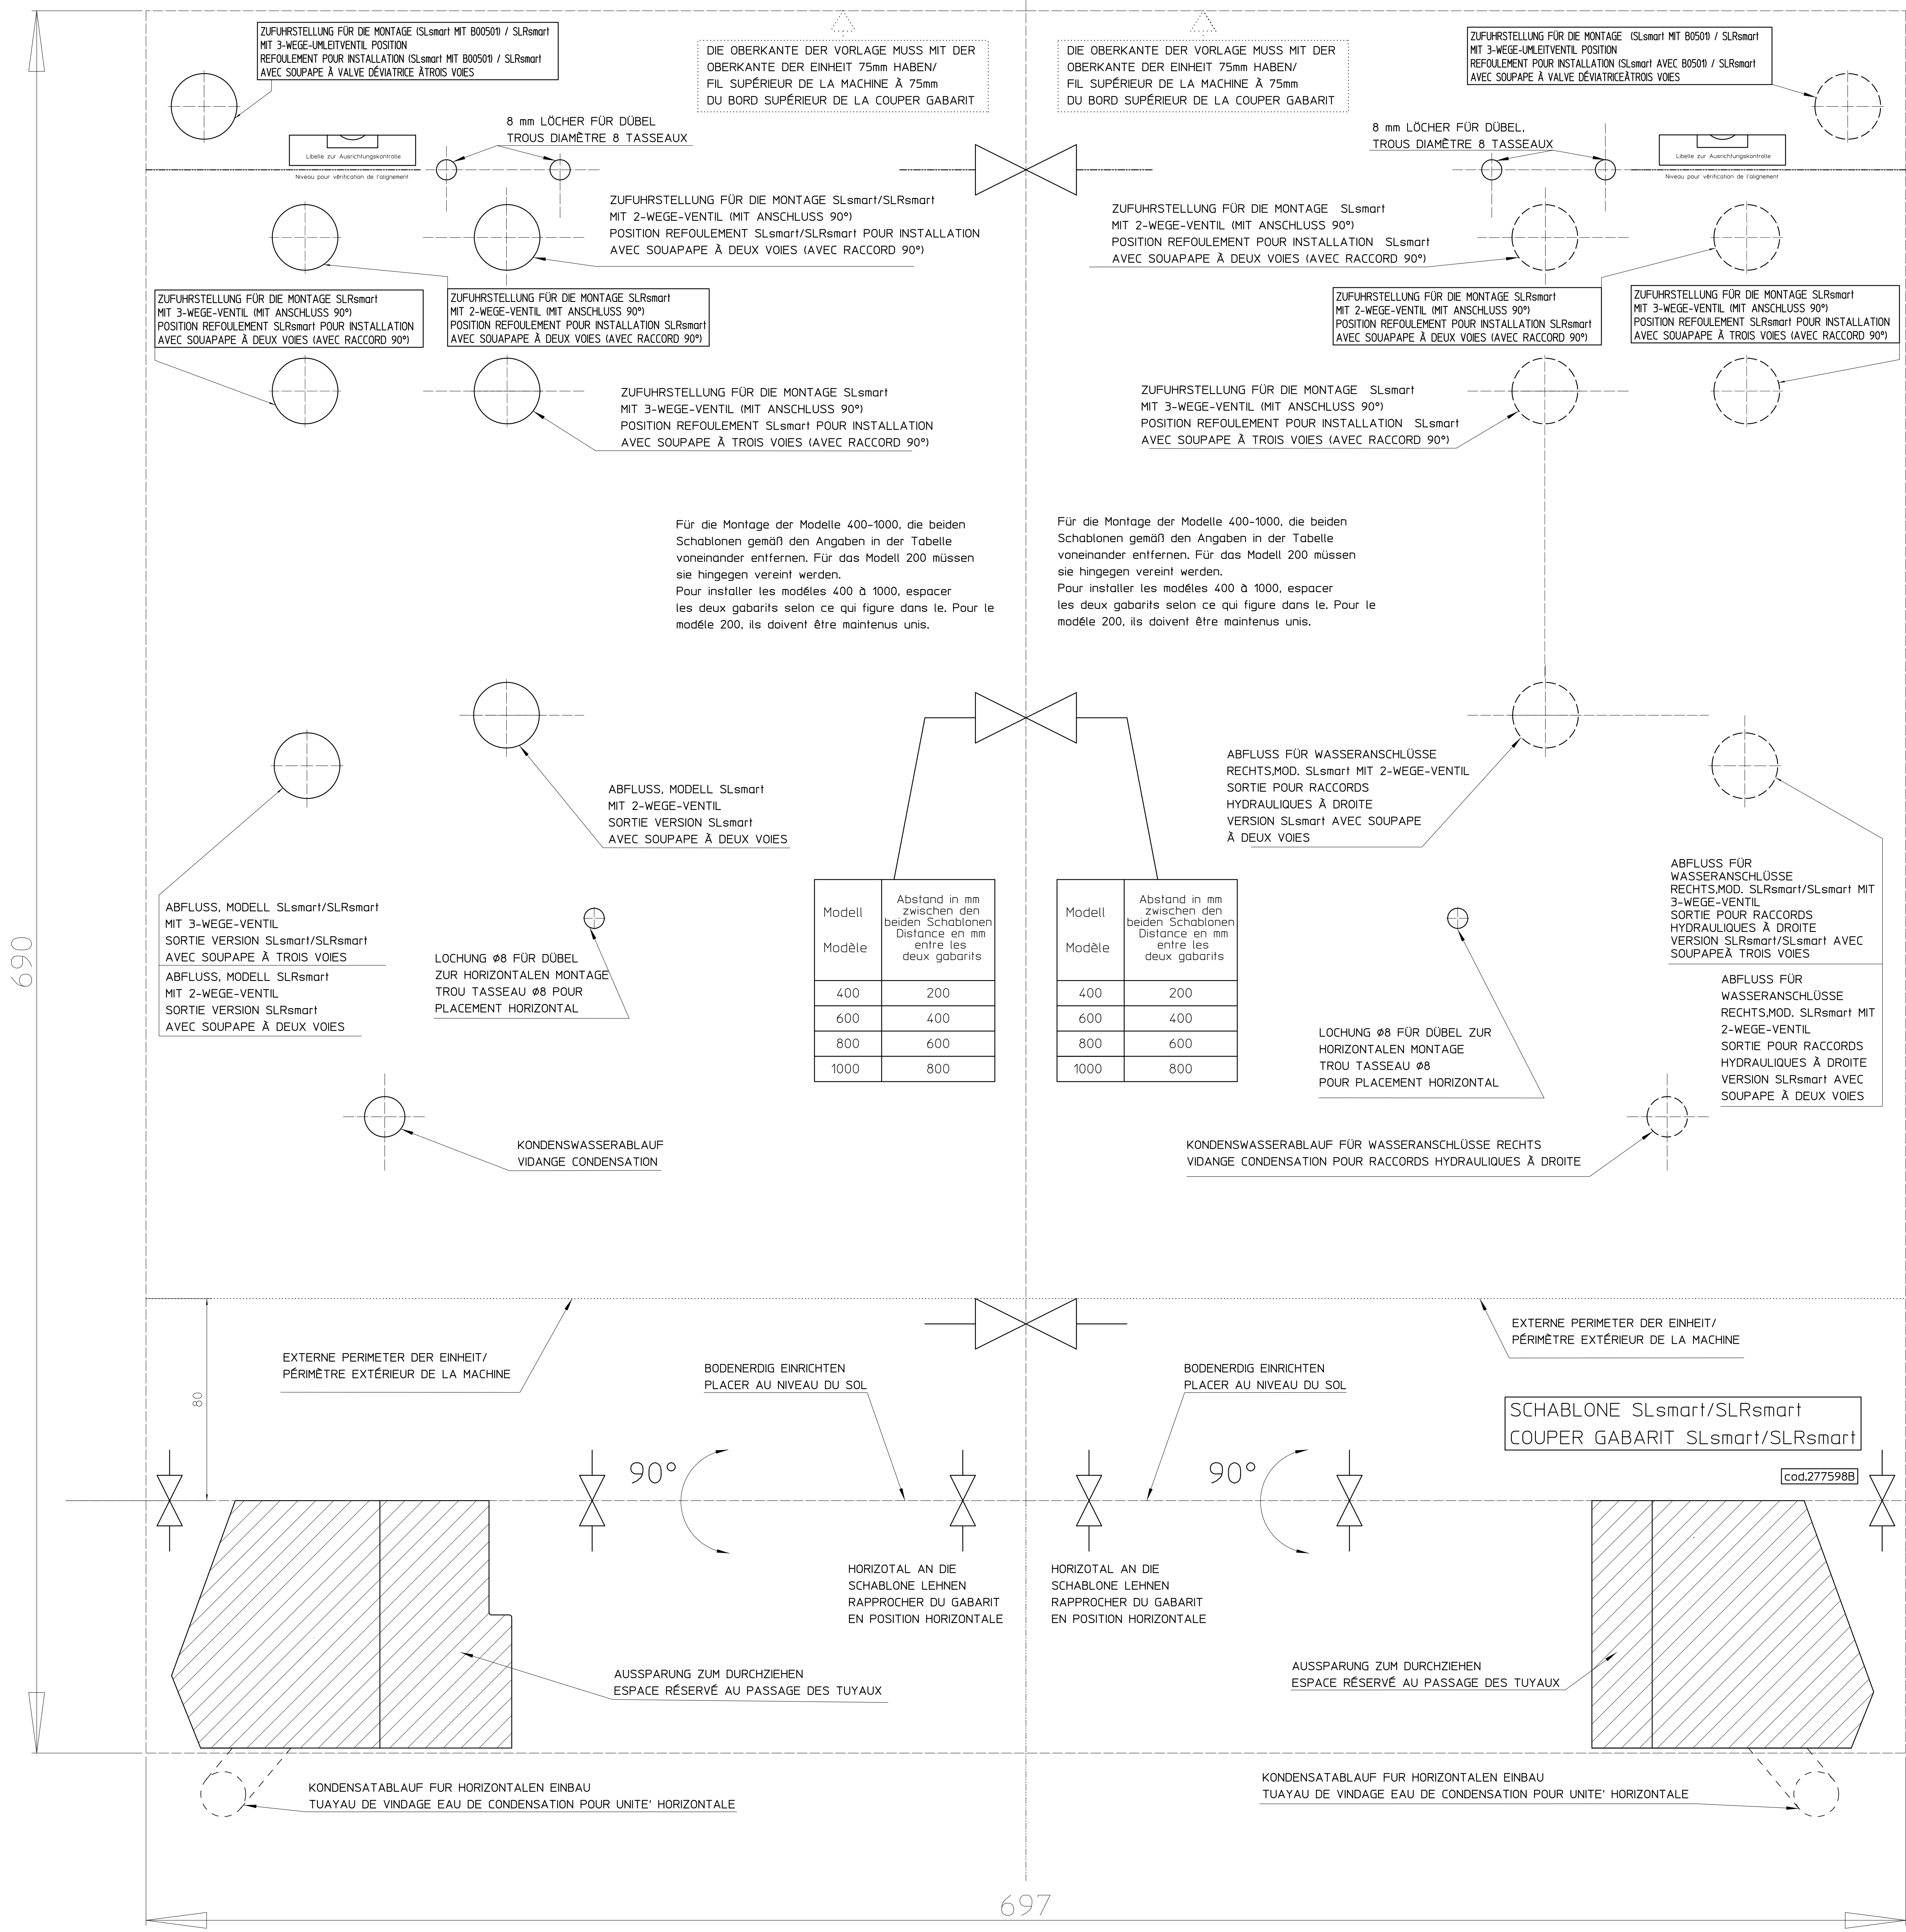 ZUFUHRSTELLUNG FÜR DIE MONTAGE (SLsmart MIT B00501) / SLRsmart
MIT 3-WEGE-UMLEITVENTIL POSITION
REFOULEMENT POUR INSTALLATION (SLsmart MIT B00501) / SLRsmart
AVEC SOUPAPE À VALVE DÉVIATRICE ÀTROIS VOIES
DIE OBERKANTE DER VORLAGE MUSS MIT DER
OBERKANTE DER EINHEIT 75mm HABEN/
FIL SUPÉRIEUR DE LA MACHINE À 75mm
DU BORD SUPÉRIEUR DE LA COUPER GABARIT
DIE OBERKANTE DER VORLAGE MUSS MIT DER
OBERKANTE DER EINHEIT 75mm HABEN/
FIL SUPÉRIEUR DE LA MACHINE À 75mm
DU BORD SUPÉRIEUR DE LA COUPER GABARIT
ZUFUHRSTELLUNG FÜR DIE MONTAGE (SLsmart MIT B0501) / SLRsmart
MIT 3-WEGE-UMLEITVENTIL POSITION
REFOULEMENT POUR INSTALLATION (SLsmart AVEC B0501) / SLRsmart
AVEC SOUPAPE À VALVE DÉVIATRICEÀTROIS VOIES
8 mm LÖCHER FÜR DÜBEL
TROUS DIAMÈTRE 8 TASSEAUX
8 mm LÖCHER FÜR DÜBEL,
TROUS DIAMÈTRE 8 TASSEAUX
Libelle zur Ausrichtungskontrolle
Niveau pour vérification de l'alignement
Libelle zur Ausrichtungskontrolle
Niveau pour vérification de l'alignement
ZUFUHRSTELLUNG FÜR DIE MONTAGE SLsmart/SLRsmart
MIT 2-WEGE-VENTIL (MIT ANSCHLUSS 90°)
POSITION REFOULEMENT SLsmart/SLRsmart POUR INSTALLATION
AVEC SOUAPAPE À DEUX VOIES (AVEC RACCORD 90°)
ZUFUHRSTELLUNG FÜR DIE MONTAGE SLsmart
MIT 2-WEGE-VENTIL (MIT ANSCHLUSS 90°)
POSITION REFOULEMENT POUR INSTALLATION SLsmart
AVEC SOUAPAPE À DEUX VOIES (AVEC RACCORD 90°)
ZUFUHRSTELLUNG FÜR DIE MONTAGE SLRsmart
MIT 3-WEGE-VENTIL (MIT ANSCHLUSS 90°)
POSITION REFOULEMENT SLRsmart POUR INSTALLATION
AVEC SOUAPAPE À DEUX VOIES (AVEC RACCORD 90°)
ZUFUHRSTELLUNG FÜR DIE MONTAGE SLRsmart
MIT 2-WEGE-VENTIL (MIT ANSCHLUSS 90°)
POSITION REFOULEMENT POUR INSTALLATION SLRsmart
AVEC SOUAPAPE À DEUX VOIES (AVEC RACCORD 90°)
ZUFUHRSTELLUNG FÜR DIE MONTAGE SLRsmart
MIT 2-WEGE-VENTIL (MIT ANSCHLUSS 90°)
POSITION REFOULEMENT POUR INSTALLATION SLRsmart
AVEC SOUAPAPE À DEUX VOIES (AVEC RACCORD 90°)
ZUFUHRSTELLUNG FÜR DIE MONTAGE SLRsmart
MIT 3-WEGE-VENTIL (MIT ANSCHLUSS 90°)
POSITION REFOULEMENT SLRsmart POUR INSTALLATION
AVEC SOUAPAPE À TROIS VOIES (AVEC RACCORD 90°)
ZUFUHRSTELLUNG FÜR DIE MONTAGE SLsmart
MIT 3-WEGE-VENTIL (MIT ANSCHLUSS 90°)
POSITION REFOULEMENT SLsmart POUR INSTALLATION
AVEC SOUPAPE À TROIS VOIES (AVEC RACCORD 90°)
ZUFUHRSTELLUNG FÜR DIE MONTAGE SLsmart
MIT 3-WEGE-VENTIL (MIT ANSCHLUSS 90°)
POSITION REFOULEMENT POUR INSTALLATION SLsmart
AVEC SOUPAPE À TROIS VOIES (AVEC RACCORD 90°)
Für die Montage der Modelle 400-1000, die beiden
Schablonen gemäß den Angaben in der Tabelle
voneinander entfernen. Für das Modell 200 müssen
sie hingegen vereint werden.
Pour installer les modéles 400 à 1000, espacer
les deux gabarits selon ce qui figure dans le. Pour le
modéle 200, ils doivent être maintenus unis.
Für die Montage der Modelle 400-1000, die beiden
Schablonen gemäß den Angaben in der Tabelle
voneinander entfernen. Für das Modell 200 müssen
sie hingegen vereint werden.
Pour installer les modéles 400 à 1000, espacer
les deux gabarits selon ce qui figure dans le. Pour le
modéle 200, ils doivent être maintenus unis.
ABFLUSS, MODELL SLsmart
MIT 2-WEGE-VENTIL
SORTIE VERSION SLsmart
AVEC SOUPAPE À DEUX VOIES
ABFLUSS FÜR WASSERANSCHLÜSSE
RECHTS,MOD. SLsmart MIT 2-WEGE-VENTIL
SORTIE POUR RACCORDS
HYDRAULIQUES À DROITE
VERSION SLsmart AVEC SOUPAPE
À DEUX VOIES
ABFLUSS, MODELL SLsmart/SLRsmart
MIT 3-WEGE-VENTIL
SORTIE VERSION SLsmart/SLRsmart
AVEC SOUPAPE À TROIS VOIES
ABFLUSS, MODELL SLRsmart
MIT 2-WEGE-VENTIL
SORTIE VERSION SLRsmart
AVEC SOUPAPE À DEUX VOIES
LOCHUNG ø8 FÜR DÜBEL
ZUR HORIZONTALEN MONTAGE
TROU TASSEAU ø8 POUR
PLACEMENT HORIZONTAL
Modell
Modèle
Abstand in mm
zwischen den
beiden Schablonen
Distance en mm
entre les
deux gabarits
400 200
600 400
800 600
1000 800
Modell
Modèle
Abstand in mm
zwischen den
beiden Schablonen
Distance en mm
entre les
deux gabarits
400 200
600 400
800 600
1000 800
LOCHUNG ø8 FÜR DÜBEL ZUR
HORIZONTALEN MONTAGE
TROU TASSEAU ø8
POUR PLACEMENT HORIZONTAL
ABFLUSS FÜR
WASSERANSCHLÜSSE
RECHTS,MOD. SLRsmart/SLsmart MIT
3-WEGE-VENTIL
SORTIE POUR RACCORDS
HYDRAULIQUES À DROITE
VERSION SLRsmart/SLsmart AVEC
SOUPAPEÀ TROIS VOIES
ABFLUSS FÜR
WASSERANSCHLÜSSE
RECHTS,MOD. SLRsmart MIT
2-WEGE-VENTIL
SORTIE POUR RACCORDS
HYDRAULIQUES À DROITE
VERSION SLRsmart AVEC
SOUPAPE À DEUX VOIES
690
KONDENSWASSERABLAUF
VIDANGE CONDENSATION
KONDENSWASSERABLAUF FÜR WASSERANSCHLÜSSE RECHTS
VIDANGE CONDENSATION POUR RACCORDS HYDRAULIQUES À DROITE
EXTERNE PERIMETER DER EINHEIT/
PÉRIMÈTRE EXTÉRIEUR DE LA MACHINE
EXTERNE PERIMETER DER EINHEIT/
PÉRIMÈTRE EXTÉRIEUR DE LA MACHINE
80
BODENERDIG EINRICHTEN
PLACER AU NIVEAU DU SOL
BODENERDIG EINRICHTEN
PLACER AU NIVEAU DU SOL
SCHABLONE SLsmart/SLRsmart
COUPER GABARIT SLsmart/SLRsmart
cod.277598B
90°
90°
HORIZOTAL AN DIE
SCHABLONE LEHNEN
RAPPROCHER DU GABARIT
EN POSITION HORIZONTALE
HORIZOTAL AN DIE
SCHABLONE LEHNEN
RAPPROCHER DU GABARIT
EN POSITION HORIZONTALE
AUSSPARUNG ZUM DURCHZIEHEN
ESPACE RÉSERVÉ AU PASSAGE DES TUYAUX
AUSSPARUNG ZUM DURCHZIEHEN
ESPACE RÉSERVÉ AU PASSAGE DES TUYAUX
KONDENSATABLAUF FUR HORIZONTALEN EINBAU
TUAYAU DE VINDAGE EAU DE CONDENSATION POUR UNITE' HORIZONTALE
KONDENSATABLAUF FUR HORIZONTALEN EINBAU
TUAYAU DE VINDAGE EAU DE CONDENSATION POUR UNITE' HORIZONTALE
697